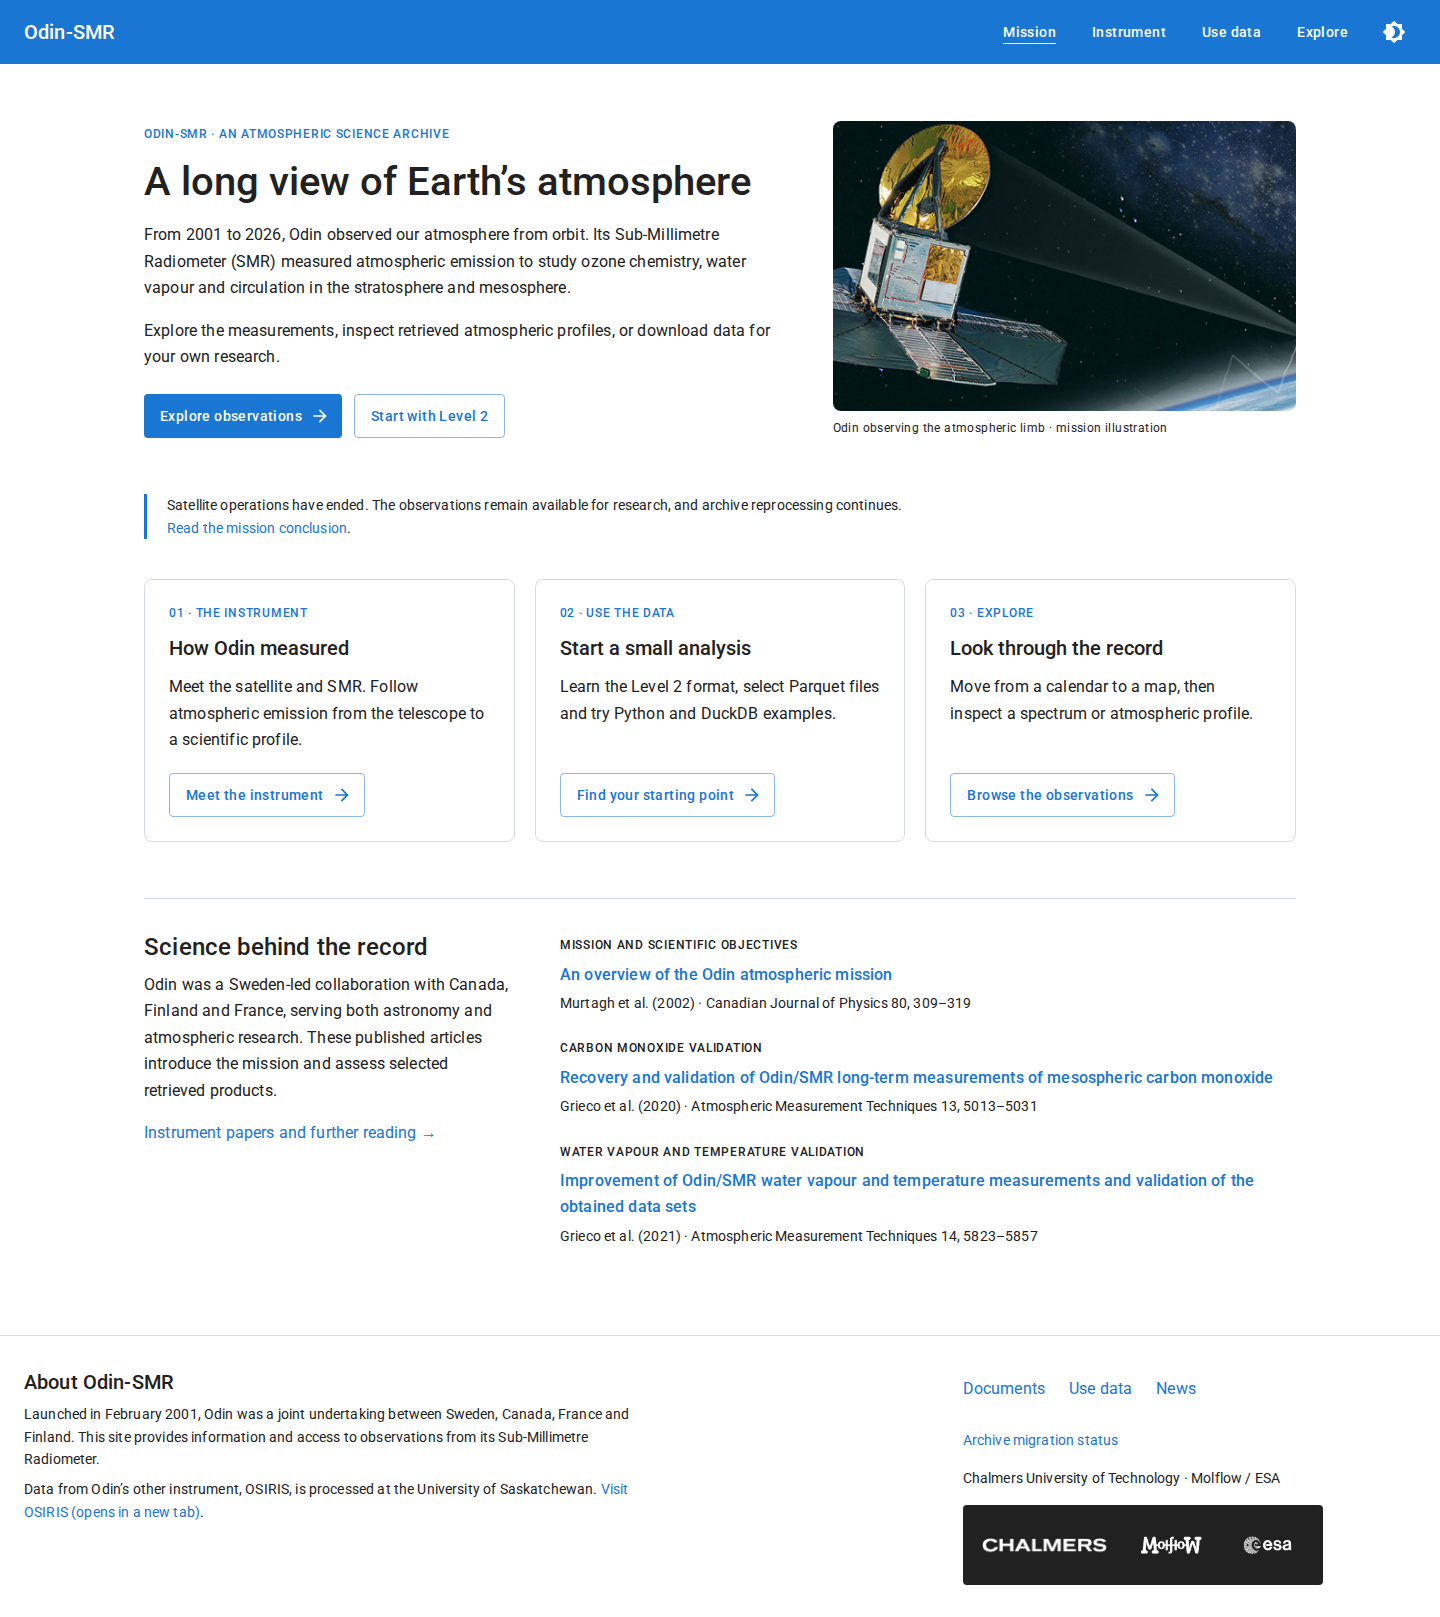 Odin-SMR
Mission Instrument Use data Explore
ODIN-SMR · AN ATMOSPHERIC SCIENCE ARCHIVE
A long view of Earth’s atmosphere
From 2001 to 2026, Odin observed our atmosphere from orbit. Its Sub-Millimetre
Radiometer (SMR) measured atmospheric emission to study ozone chemistry, water
vapour and circulation in the stratosphere and mesosphere.
Explore the measurements, inspect retrieved atmospheric profiles, or download data for
your own research.
Explore observations →
Start with Level 2
Odin observing the atmospheric limb · mission illustration
Satellite operations have ended. The observations remain available for research, and archive reprocessing continues.
Read the mission conclusion.
01 · THE INSTRUMENT
How Odin measured
Meet the satellite and SMR. Follow
atmospheric emission from the telescope to
a scientific profile.
Meet the instrument →
02 · USE THE DATA
Start a small analysis
Learn the Level 2 format, select Parquet files
and try Python and DuckDB examples.
Find your starting point →
03 · EXPLORE
Look through the record
Move from a calendar to a map, then
inspect a spectrum or atmospheric profile.
Browse the observations →
Science behind the record
Odin was a Sweden-led collaboration with Canada,
Finland and France, serving both astronomy and
atmospheric research. These published articles
introduce the mission and assess selected
retrieved products.
Instrument papers and further reading →
MISSION AND SCIENTIFIC OBJECTIVES
An overview of the Odin atmospheric mission
Murtagh et al. (2002) · Canadian Journal of Physics 80, 309–319
CARBON MONOXIDE VALIDATION
Recovery and validation of Odin/SMR long-term measurements of mesospheric carbon monoxide
Grieco et al. (2020) · Atmospheric Measurement Techniques 13, 5013–5031
WATER VAPOUR AND TEMPERATURE VALIDATION
Improvement of Odin/SMR water vapour and temperature measurements and validation of the
obtained data sets
Grieco et al. (2021) · Atmospheric Measurement Techniques 14, 5823–5857
About Odin-SMR
Launched in February 2001, Odin was a joint undertaking between Sweden, Canada, France and
Finland. This site provides information and access to observations from its Sub-Millimetre
Radiometer.
Data from Odin’s other instrument, OSIRIS, is processed at the University of Saskatchewan. Visit
OSIRIS (opens in a new tab).
Documents Use data News
Archive migration status
Chalmers University of Technology · Molflow / ESA
CHALMERS Molflow esa